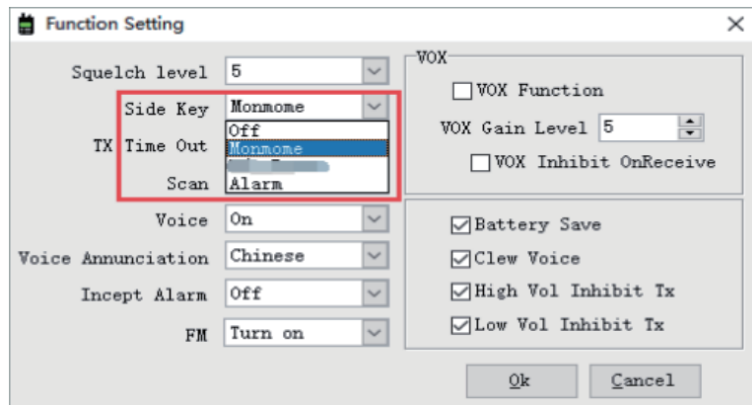 Function Setting
Squelch level 5
Side Key Monmome
Off
TX Time Out Monmome
Scan Alarm
Voice On
Voice Annunciation Chinese
Incept Alarm Off
FM Turn on
VOX
VOX Function
VOX Gain Level 5
VOX Inhibit OnReceive
Battery Save
Clew Voice
High Vol Inhibit Tx
Low Vol Inhibit Tx
Ok Cancel